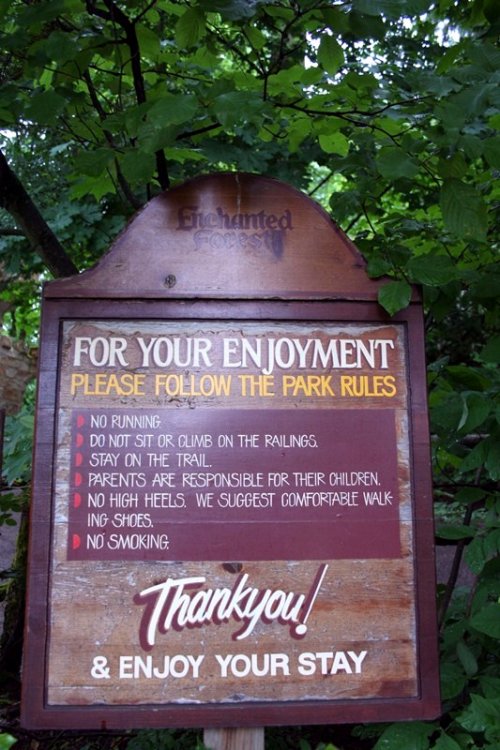 Enchanted
Forest
FOR YOUR ENJOYMENT
PLEASE FOLLOW THE PARK RULES
NO RUNNING.
DO NOT SIT OR CLIMB ON THE RAILINGS.
STAY ON THE TRAIL.
PARENTS ARE RESPONSIBLE FOR THEIR CHILDREN.
NO HIGH HEELS. WE SUGGEST COMFORTABLE WALK-
ING SHOES.
NO SMOKING.
Thankyou!
& ENJOY YOUR STAY